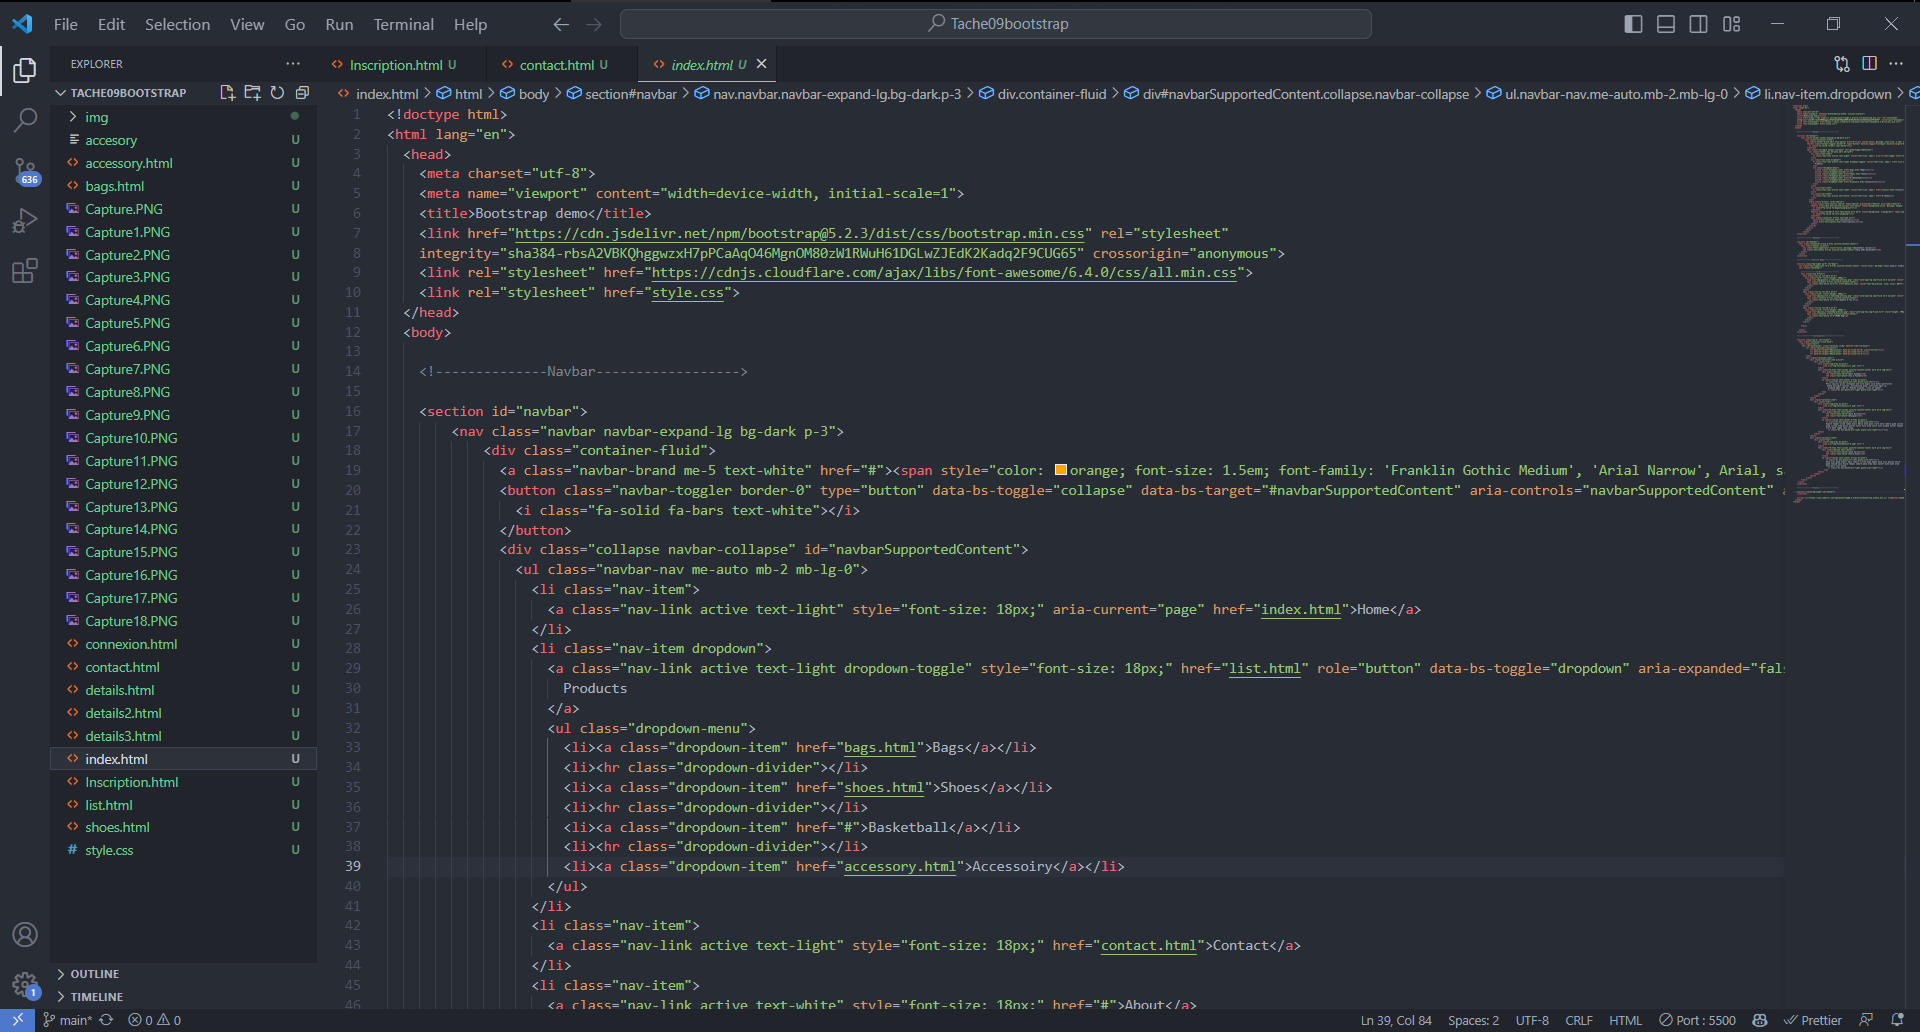 File Edit Selection View Go Run Terminal Help
Tache09bootstrap
EXPLORER
Inscription.html U
contact.html U
index.html U
TACHE09BOOTSTRAP
index.html > html > body > section#navbar > nav.navbar.navbar-expand-lg.bg-dark.p-3 > div.container-fluid > div#navbarSupportedContent.collapse.navbar-collapse > ul.navbar-nav.me-auto.mb-2.mb-lg-0 > li.nav-item.dropdown >
636
img
accesory U
accessory.html U
bags.html U
Capture.PNG U
Capture1.PNG U
Capture2.PNG U
Capture3.PNG U
Capture4.PNG U
Capture5.PNG U
Capture6.PNG U
Capture7.PNG U
Capture8.PNG U
Capture9.PNG U
Capture10.PNG U
Capture11.PNG U
Capture12.PNG U
Capture13.PNG U
Capture14.PNG U
Capture15.PNG U
Capture16.PNG U
Capture17.PNG U
Capture18.PNG U
connexion.html U
contact.html U
details.html U
details2.html U
details3.html U
index.html U
Inscription.html U
list.html U
shoes.html U
# style.css U
OUTLINE
TIMELINE
1
1 <!doctype html>
2 <html lang="en">
3 <head>
4 <meta charset="utf-8">
5 <meta name="viewport" content="width=device-width, initial-scale=1">
6 <title>Bootstrap demo</title>
7 <link href="https://cdn.jsdelivr.net/npm/bootstrap@5.2.3/dist/css/bootstrap.min.css" rel="stylesheet"
8 integrity="sha384-rbsA2VBKQhggwzxH7pPCaAqO46MgnOM80zW1RWuH61DGLwZJEdK2Kadq2F9CUG65" crossorigin="anonymous">
9 <link rel="stylesheet" href="https://cdnjs.cloudflare.com/ajax/libs/font-awesome/6.4.0/css/all.min.css">
10 <link rel="stylesheet" href="style.css">
11 </head>
12 <body>
13
14 <!--------------Navbar------------------>
15
16 <section id="navbar">
17 <nav class="navbar navbar-expand-lg bg-dark p-3">
18 <div class="container-fluid">
19 <a class="navbar-brand me-5 text-white" href="#"><span style="color: orange; font-size: 1.5em; font-family: 'Franklin Gothic Medium', 'Arial Narrow', Arial, s
20 <button class="navbar-toggler border-0" type="button" data-bs-toggle="collapse" data-bs-target="#navbarSupportedContent" aria-controls="navbarSupportedContent" a
21 <i class="fa-solid fa-bars text-white"></i>
22 </button>
23 <div class="collapse navbar-collapse" id="navbarSupportedContent">
24 <ul class="navbar-nav me-auto mb-2 mb-lg-0">
25 <li class="nav-item">
26 <a class="nav-link active text-light" style="font-size: 18px;" aria-current="page" href="index.html">Home</a>
27 </li>
28 <li class="nav-item dropdown">
29 <a class="nav-link active text-light dropdown-toggle" style="font-size: 18px;" href="list.html" role="button" data-bs-toggle="dropdown" aria-expanded="fals
30 Products
31 </a>
32 <ul class="dropdown-menu">
33 <li><a class="dropdown-item" href="bags.html">Bags</a></li>
34 <li><hr class="dropdown-divider"></li>
35 <li><a class="dropdown-item" href="shoes.html">Shoes</a></li>
36 <li><hr class="dropdown-divider"></li>
37 <li><a class="dropdown-item" href="#">Basketball</a></li>
38 <li><hr class="dropdown-divider"></li>
39 <li><a class="dropdown-item" href="accessory.html">Accessoiry</a></li>
40 </ul>
41 </li>
42 <li class="nav-item">
43 <a class="nav-link active text-light" style="font-size: 18px;" href="contact.html">Contact</a>
44 </li>
45 <li class="nav-item">
46 <a class="nav-link active text-white" style="font-size: 18px;" href="#">About</a>
main* 0 0
Ln 39, Col 84 Spaces: 2 UTF-8 CRLF HTML Port : 5500 Prettier